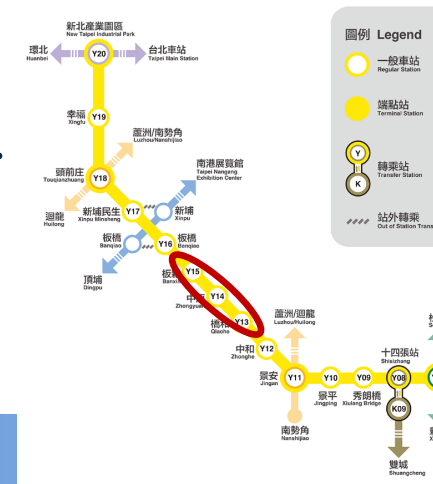 新北產業園區
New Taipei Industrial Park
環北
Huanbei
Y20
台北車站
Taipei Main Station
幸福
Xingfu
Y19
蘆洲/南勢角
Luzhou/Nanshijiao
頭前庄
Touqianzhuang
Y18
南港展覽館
Taipei Nangang
Exhibition Center
迴龍
Huilong
新埔民生
Xinpu Minsheng
Y17
新埔
Xinpu
板橋
Banqiao
Y16
板橋
Banqiao
頂埔
Dingpu
Y15
Y14
Y13
Qiaohe
蘆洲/迴龍
Luzhou/Huilong
中和
Zhonghe
Y12
景安
Jingan
Y11
Y10
景平
Jingping
Y09
秀朗橋
Xiulang Bridge
十四張站
Shisizhang
Y08
K09
南勢角
Nanshijiao
雙城
Shuangcheng
圖例 Legend
一般車站
Regular Station
端點站
Terminal Station
Y
K
轉乘站
Transfer Station
站外轉乘
Out of Station Trans